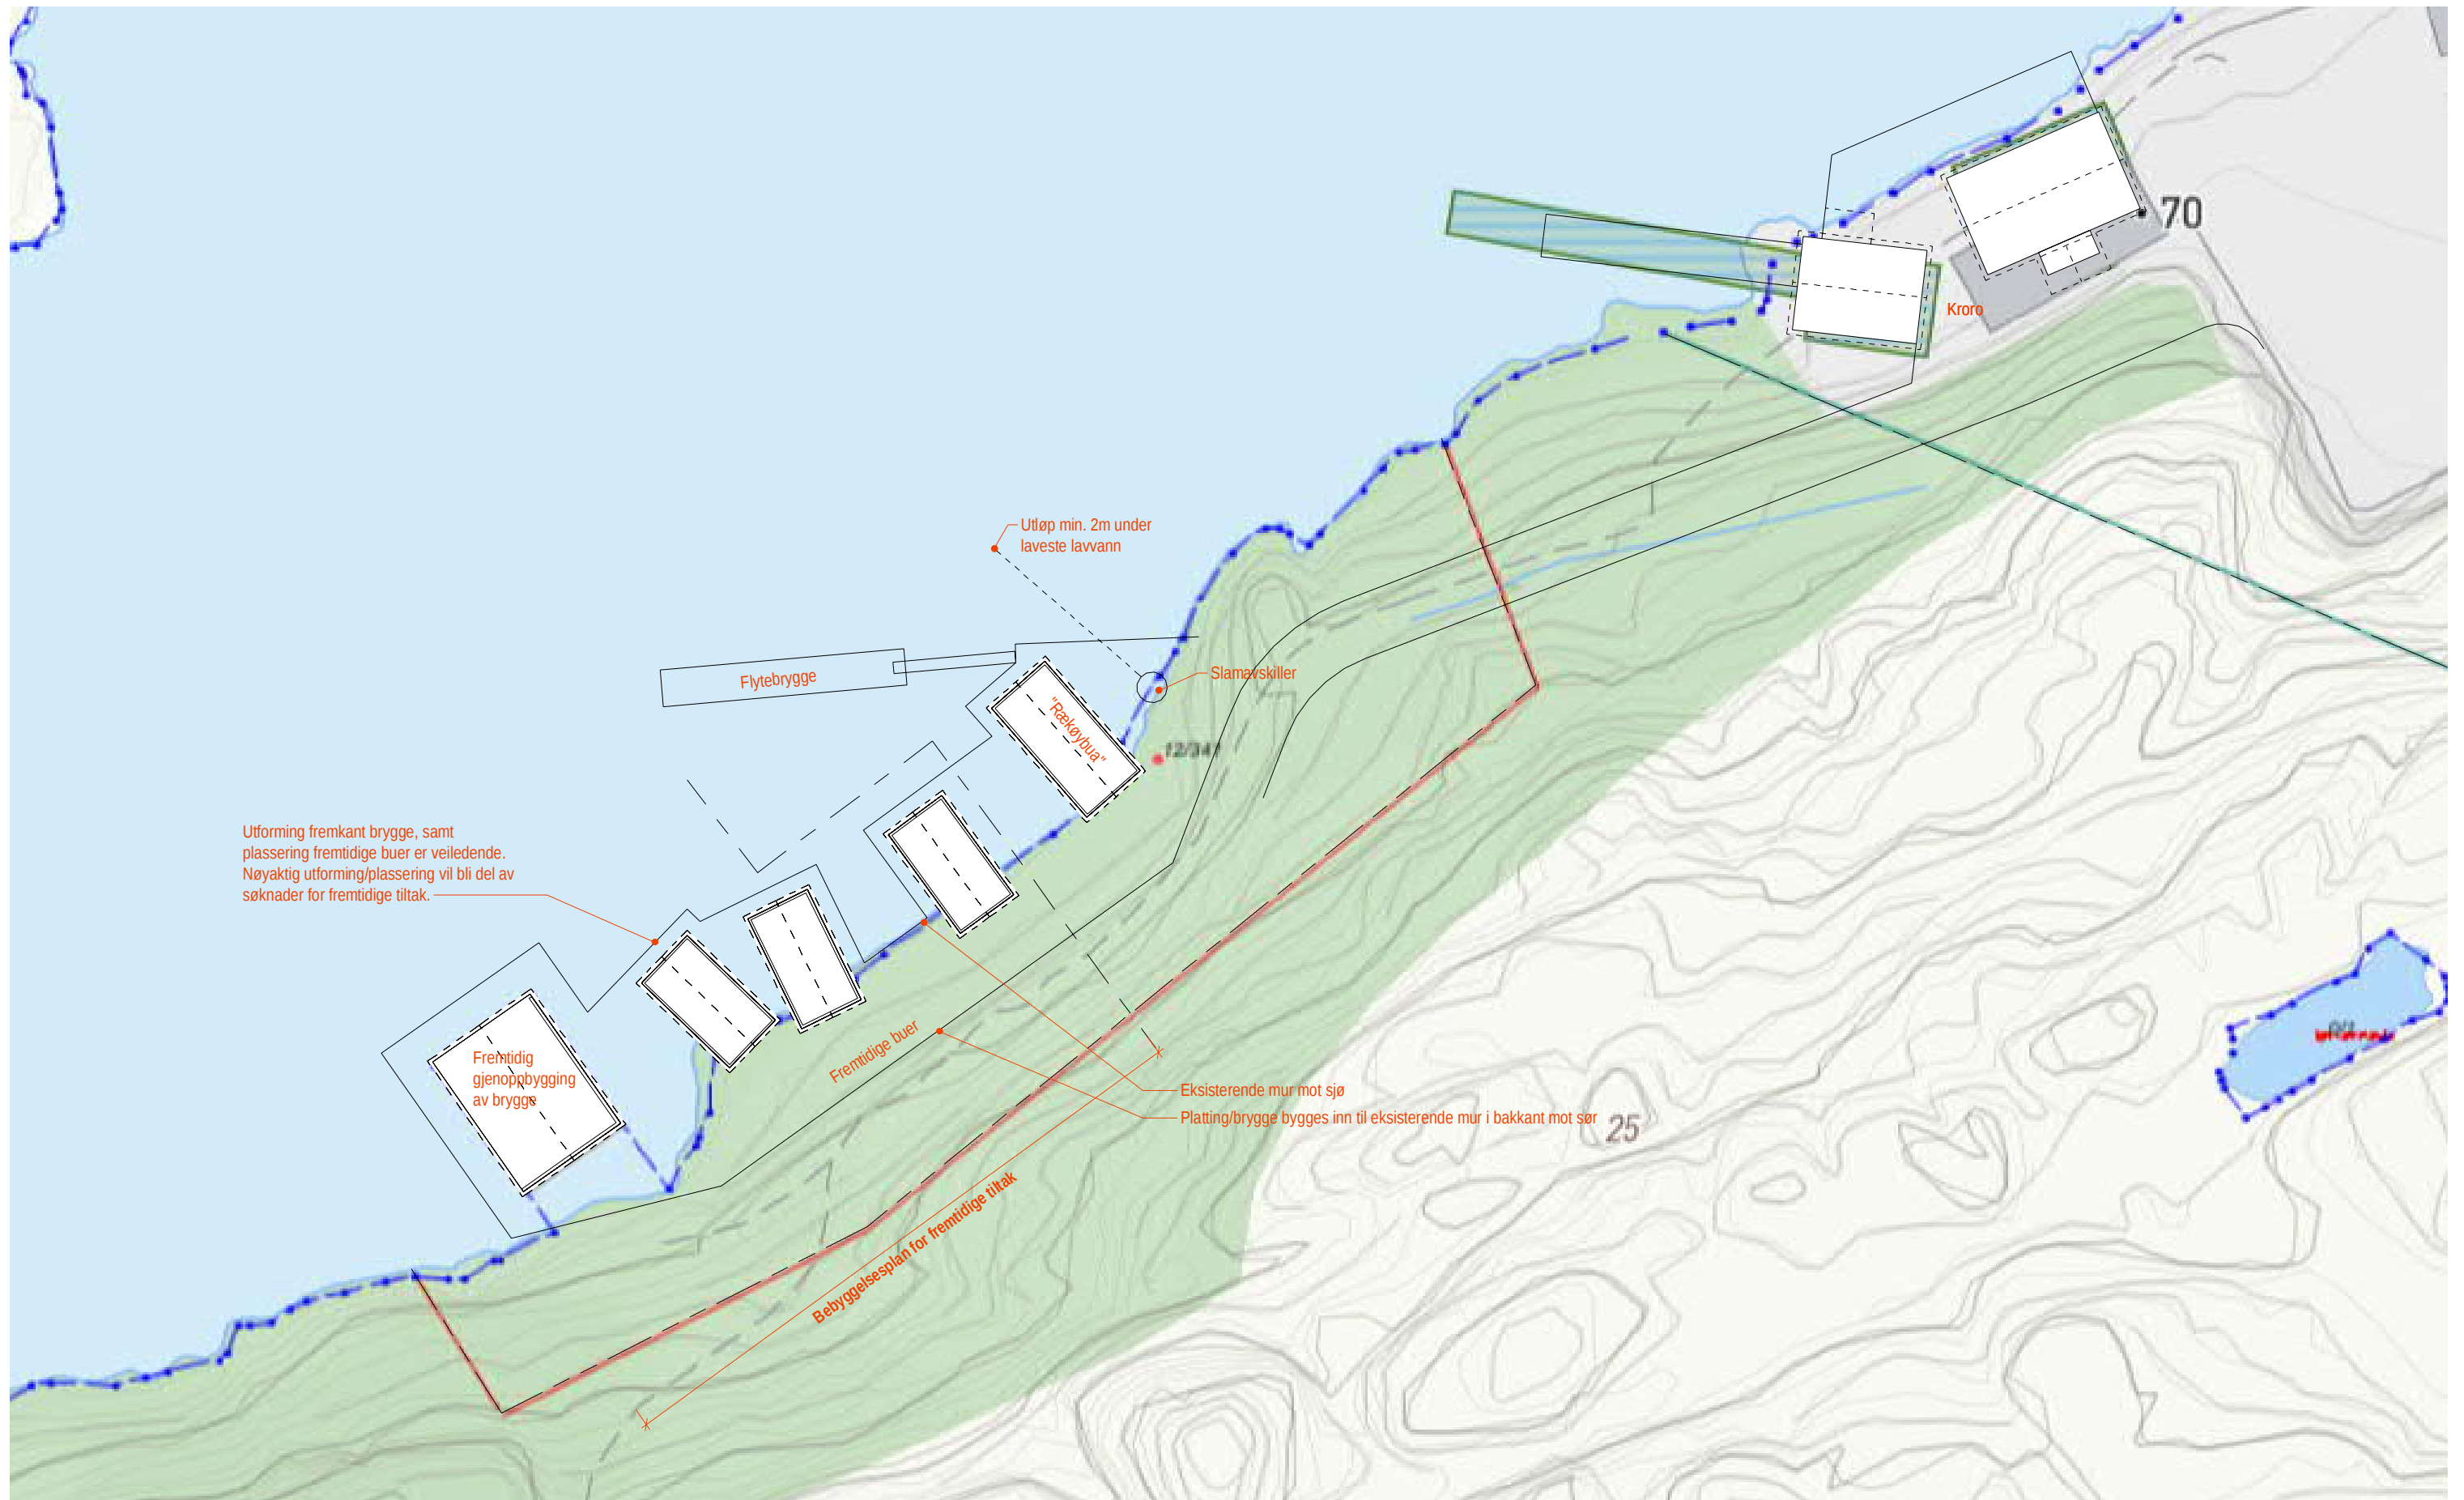 70
Kroro
Utløp min. 2m under
laveste lavvann
Slamavskiller
Flytebrygge
"Rækøybua"
12/341
Utforming fremkant brygge, samt
plassering fremtidige buer er veiledende.
Nøyaktig utforming/plassering vil bli del av
søknader for fremtidige tiltak.
Fremtidig
gjenoppbygging
av brygge
Fremtidige buer
Eksisterende mur mot sjø
Platting/brygge bygges inn til eksisterende mur i bakkant mot sør
25
Bebyggelsesplan for fremtidige tiltak